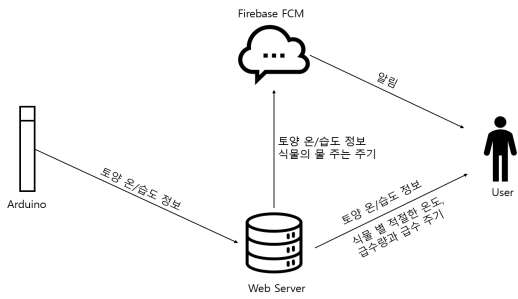 Firebase FCM
알림
토양 온/습도 정보
식물의 물 주는 주기
Arduino
토양 온/습도 정보
토양 온/습도 정보
식물 별 적절한 온도,
급수량과 급수 주기
User
Web Server